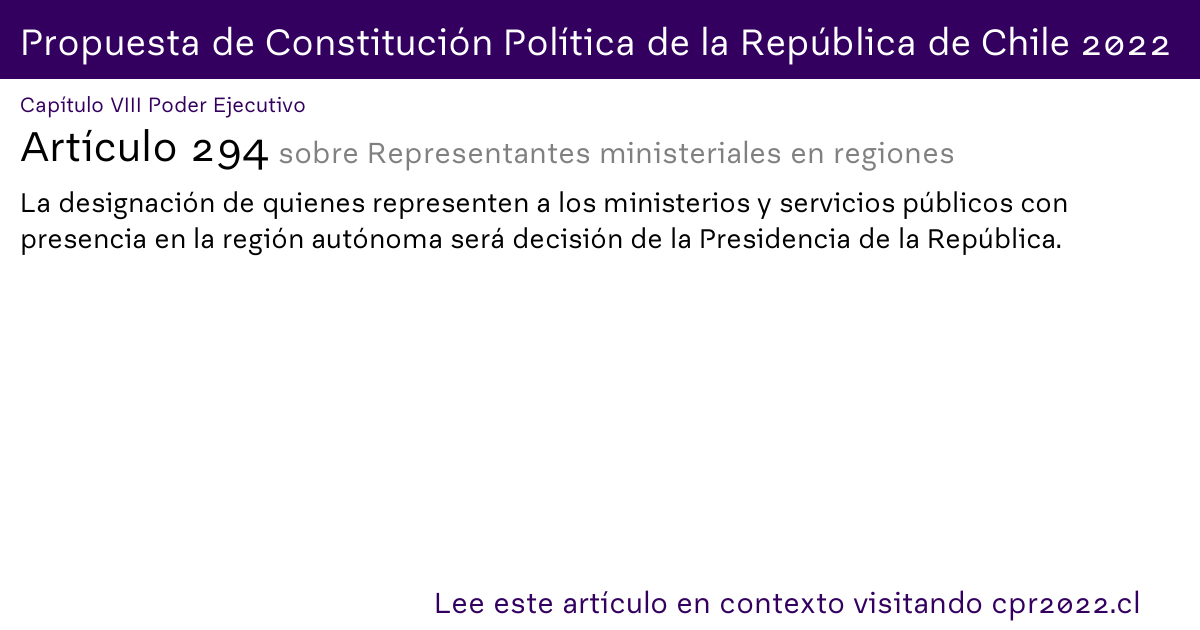 Propuesta de Constitución Política de la República de Chile 2022
Capítulo VIII Poder Ejecutivo
Artículo 294 sobre Representantes ministeriales en regiones
La designación de quienes representen a los ministerios y servicios públicos con
presencia en la región autónoma será decisión de la Presidencia de la República.
Lee este artículo en contexto visitando cpr2022.cl